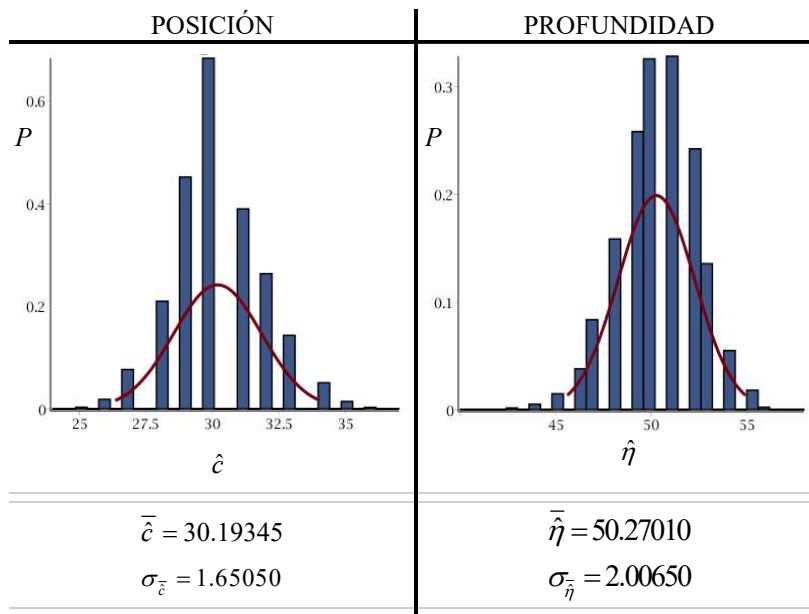 POSICIÓN
PROFUNDIDAD
P
0.6
0.4
0.2
0
25
27.5
30
32.5
35
ĉ
P
0.3
0.2
0.1
0
45
50
55
η̂
ĉ̅ = 30.19345
σ_ĉ̅ = 1.65050
η̂̅ = 50.27010
σ_η̂̅ = 2.00650